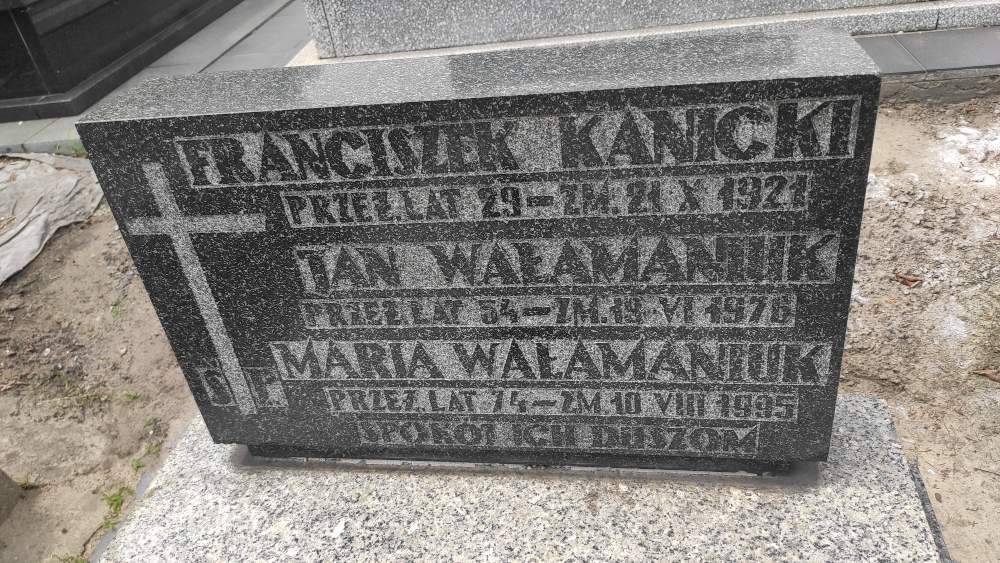 FRANCISZEK KANICKI
PRZEŻ. LAT 29 – ZM. 21 X 1921
JAN WAŁAMANIUK
PRZEŻ. LAT 54 – ZM. 19 VI 1976
MARIA WAŁAMANIUK
PRZEŻ. LAT 74 – ZM 10 VIII 1995
Ś P.
SPOKÓJ ICH DUSZOM